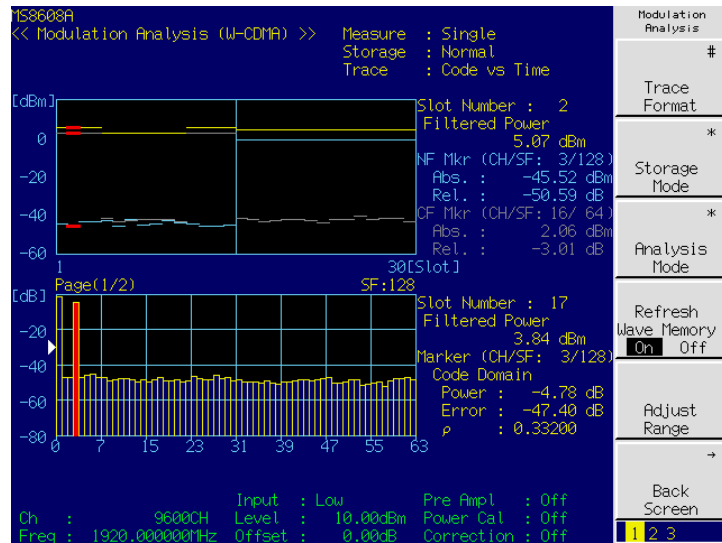 MS8608A
<< Modulation Analysis (W-CDMA) >>
Measure : Single
Storage : Normal
Trace : Code vs Time
[dBm]
0
-20
-40
-60
1
30[Slot]
Slot Number : 2
Filtered Power
5.07 dBm
NF Mkr (CH/SF: 3/128)
Abs. : -45.52 dBm
Rel. : -50.59 dB
CF Mkr (CH/SF: 16/ 64)
Abs. : 2.06 dBm
Rel. : -3.01 dB
Page(1/2)
SF:128
[dB]
-20
-40
-60
-80
0 7 15 23 31 39 47 55 63
Slot Number : 17
Filtered Power
3.84 dBm
Marker (CH/SF: 3/128)
Code Domain
Power : -4.78 dB
Error : -47.40 dB
ρ : 0.33200
Input : Low Pre Ampl : Off
Ch : 9600CH Level : 10.00dBm Power Cal : Off
Freq : 1920.000000MHz Offset : 0.00dB Correction : Off
Modulation
Analysis
#
Trace
Format
*
Storage
Mode
*
Analysis
Mode
Refresh
Wave Memory
On Off
Adjust
Range
→
Back
Screen
1 2 3